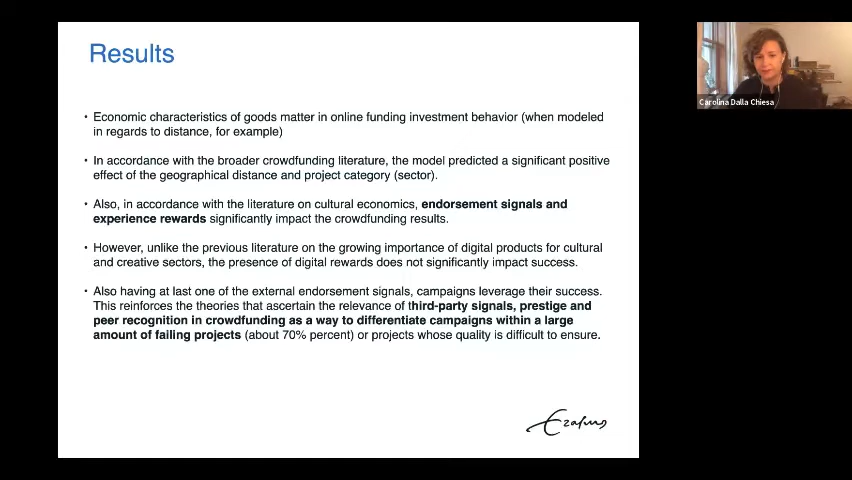 Results
• Economic characteristics of goods matter in online funding investment behavior (when modeled
in regards to distance, for example)
• In accordance with the broader crowdfunding literature, the model predicted a significant positive
effect of the geographical distance and project category (sector).
• Also, in accordance with the literature on cultural economics, endorsement signals and
experience rewards significantly impact the crowdfunding results.
• However, unlike the previous literature on the growing importance of digital products for cultural
and creative sectors, the presence of digital rewards does not significantly impact success.
• Also having at last one of the external endorsement signals, campaigns leverage their success.
This reinforces the theories that ascertain the relevance of third-party signals, prestige and
peer recognition in crowdfunding as a way to differentiate campaigns within a large
amount of failing projects (about 70% percent) or projects whose quality is difficult to ensure.
Erasmus
Carolina Dalla Chiesa